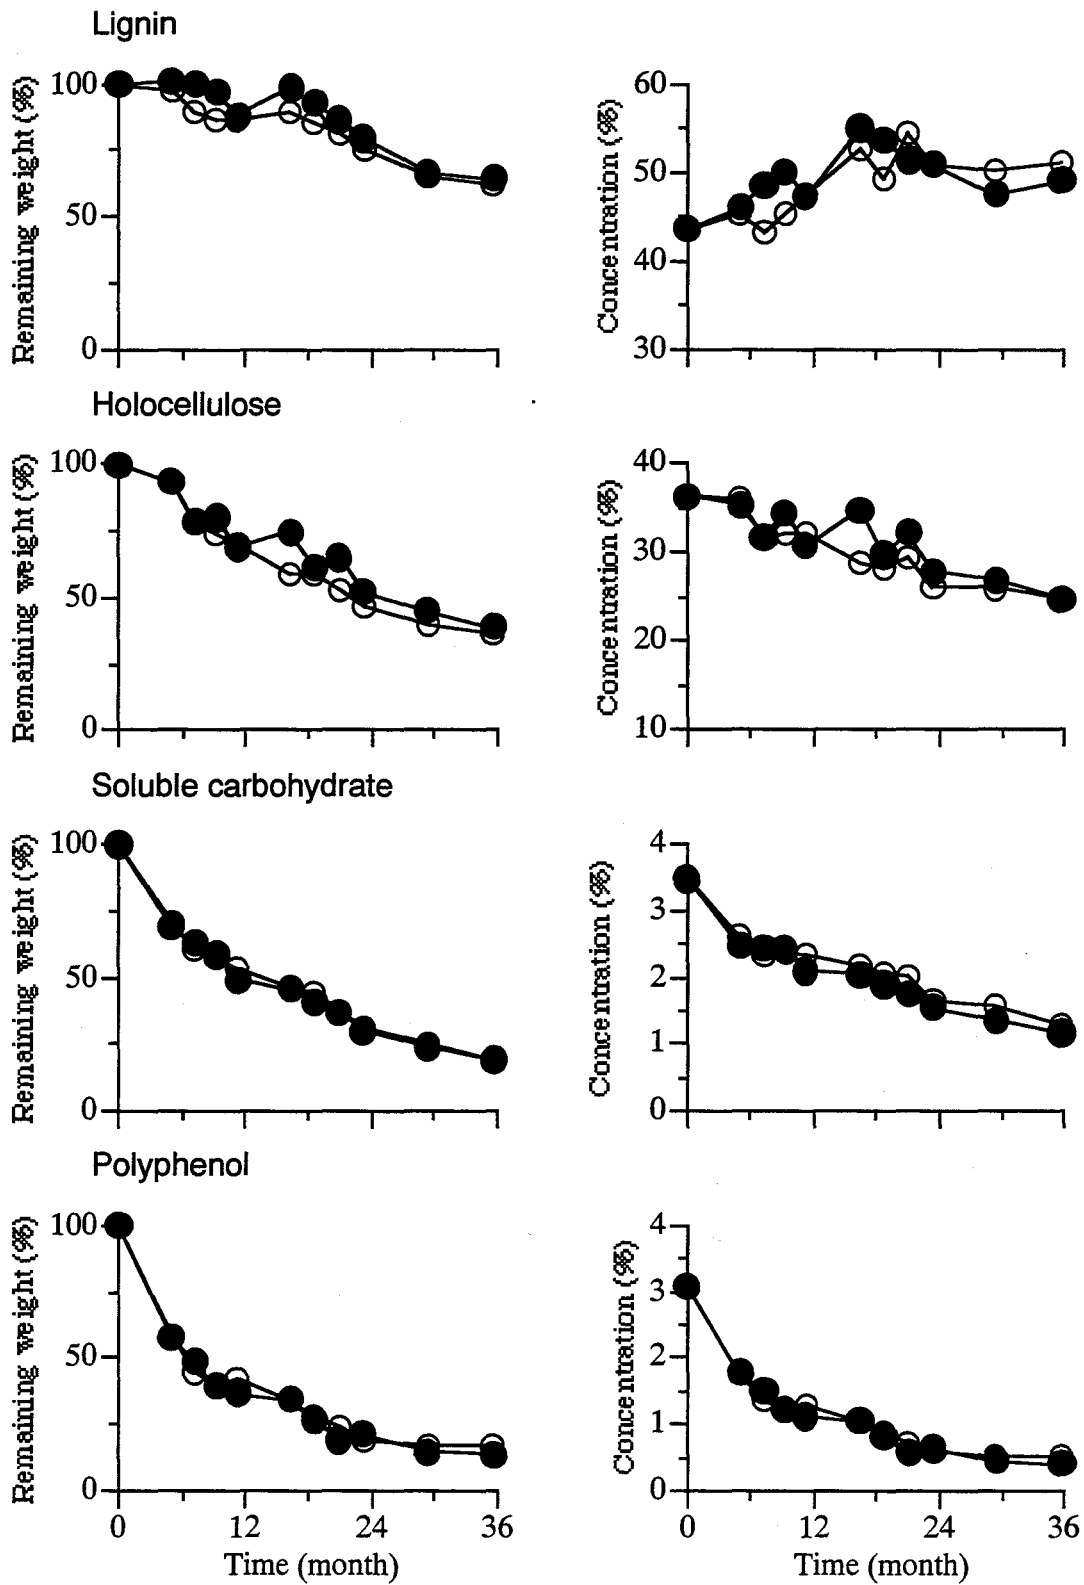 Lignin
Remaining weight (%)
100
50
0
Concentration (%)
60
50
40
30
Holocellulose
Remaining weight (%)
100
50
0
Concentration (%)
40
30
20
10
Soluble carbohydrate
Remaining weight (%)
100
50
0
Concentration (%)
4
3
2
1
0
Polyphenol
Remaining weight (%)
100
50
0
0 12 24 36
Time (month)
Concentration (%)
4
3
2
1
0
0 12 24 36
Time (month)